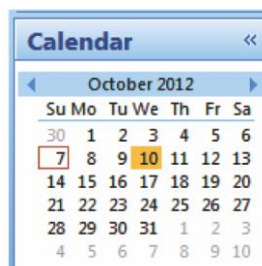 Calendar «
October 2012
Su Mo Tu We Th Fr Sa
30 1 2 3 4 5 6
7 8 9 10 11 12 13
14 15 16 17 18 19 20
21 22 23 24 25 26 27
28 29 30 31 1 2 3
4 5 6 7 8 9 10